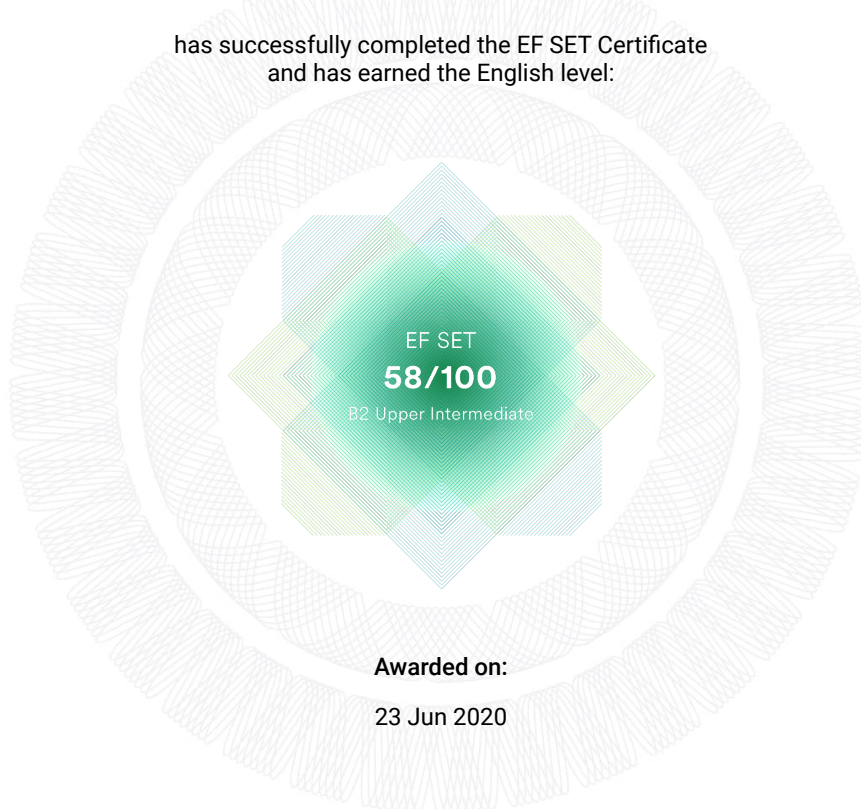 has successfully completed the EF SET Certificate
and has earned the English level:
EF SET
58/100
B2 Upper Intermediate
Awarded on:
23 Jun 2020